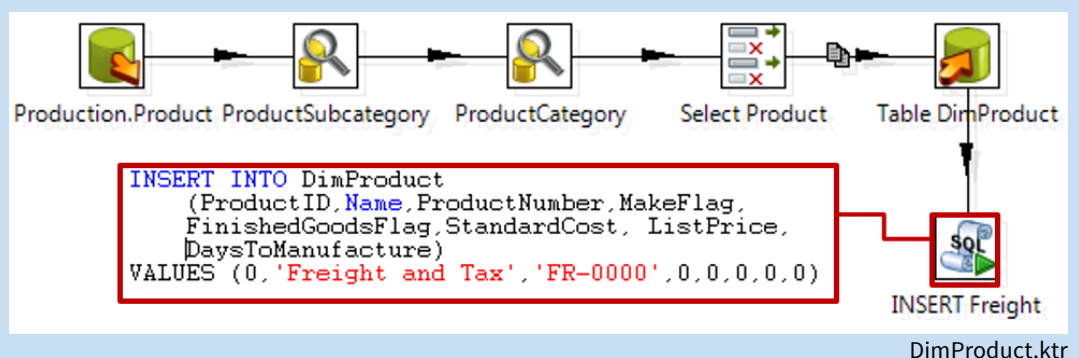 Production.Product ProductSubcategory ProductCategory Select Product Table DimProduct
INSERT INTO DimProduct
(ProductID,Name,ProductNumber,MakeFlag,
FinishedGoodsFlag,StandardCost, ListPrice,
DaysToManufacture)
VALUES (0,'Freight and Tax','FR-0000',0,0,0,0,0)
SQL
INSERT Freight
DimProduct.ktr